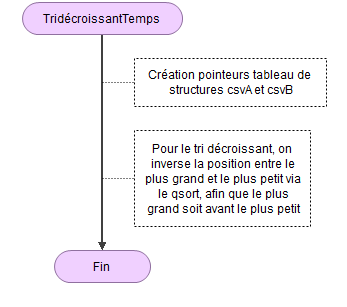 TridécroissantTemps
Création pointeurs tableau de
structures csvA et csvB
Pour le tri décroissant, on
inverse la position entre le
plus grand et le plus petit via
le qsort, afin que le plus
grand soit avant le plus petit
Fin